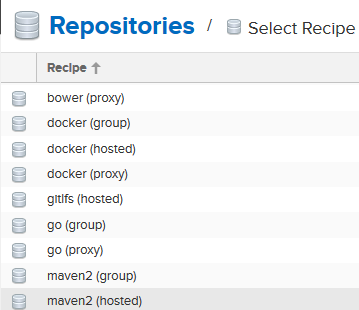 Repositories / Select Recipe
Recipe
bower (proxy)
docker (group)
docker (hosted)
docker (proxy)
gitlfs (hosted)
go (group)
go (proxy)
maven2 (group)
maven2 (hosted)